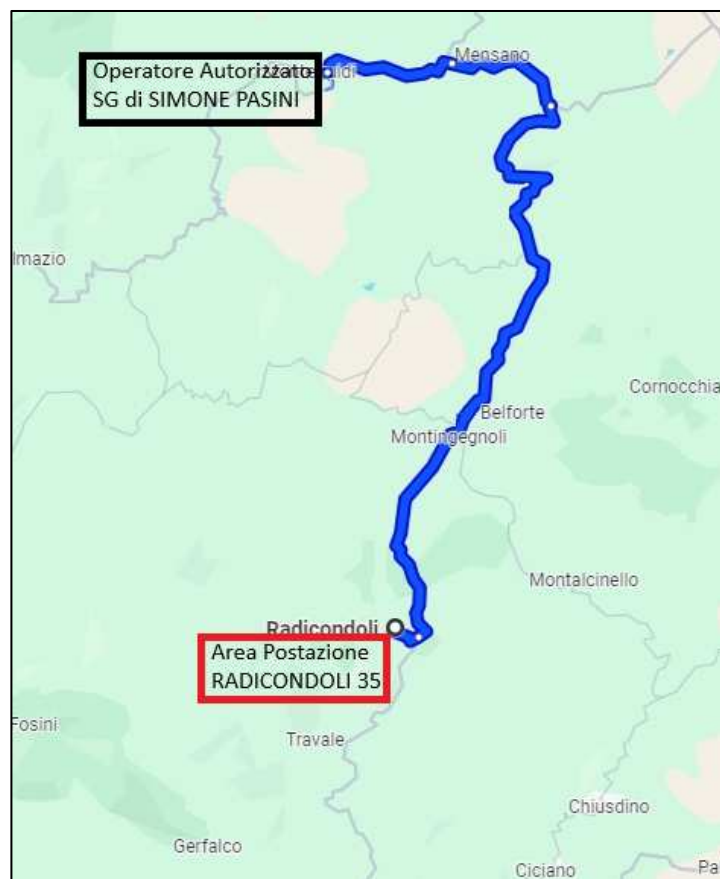 Mensano
Operatore Autorizzato
SG di SIMONE PASINI
lmazio
Cornocchia
Belforte
Montingegnoli
Montalcinello
Radicondoli
Area Postazione
RADICONDOLI 35
Fosini
Travale
Chiusdino
Gerfalco
Ciciano
Pa